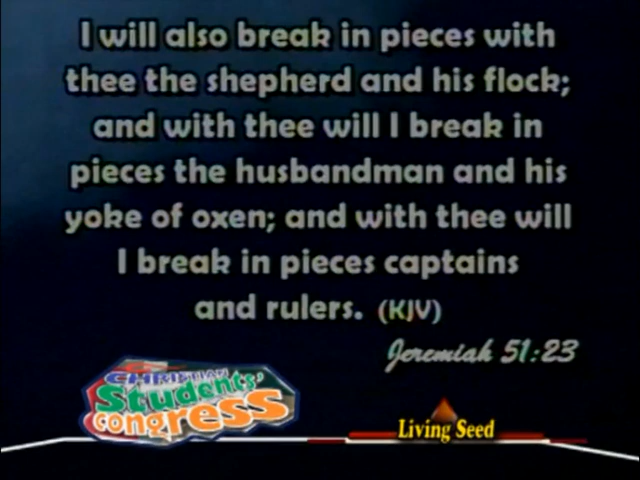 I will also break in pieces with
thee the shepherd and his flock;
and with thee will I break in
pieces the husbandman and his
yoke of oxen; and with thee will
I break in pieces captains
and rulers. (KJV)
Jeremiah 51:23
CHRISTIAN
Students'
congress
Living Seed